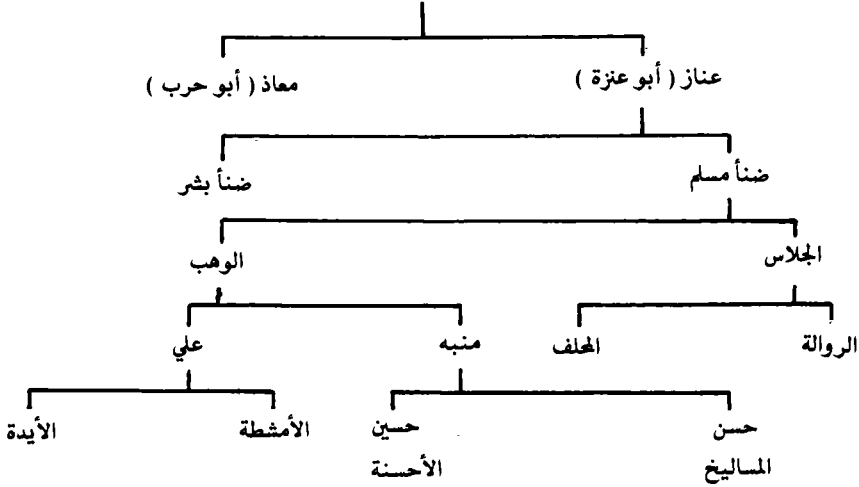 عناز ( أبو عنزة )
معاذ ( أبو حرب )
ضنأ مسلم
ضنأ بشر
الجلاس
الوهب
الروالة
المحلف
منبه
علي
حسن
حسين
الأمشطة
الأيدة
المساليخ
الأحسنة